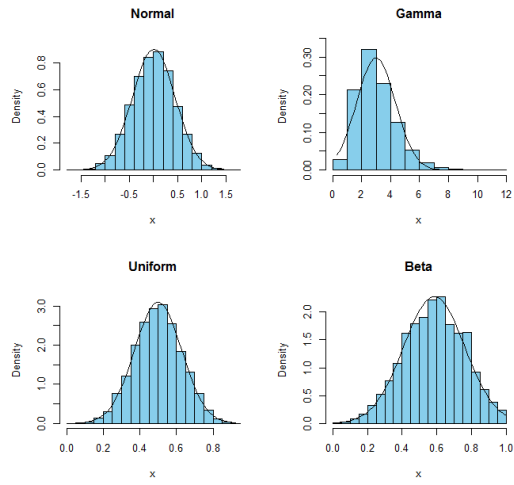 Normal
Density
0.0 0.2 0.4 0.6 0.8
-1.5 -0.5 0.5 1.0 1.5
x
Gamma
Density
0.00 0.10 0.20 0.30
0 2 4 6 8 10 12
x
Uniform
Density
0.0 1.0 2.0 3.0
0.0 0.2 0.4 0.6 0.8
x
Beta
Density
0.0 0.5 1.0 1.5 2.0
0.0 0.2 0.4 0.6 0.8 1.0
x